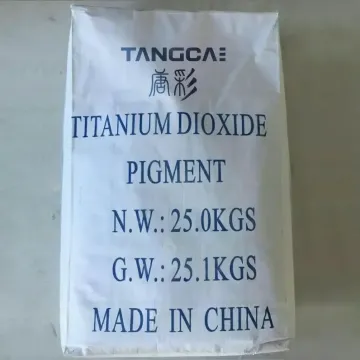 TANGCAI
唐彩
TITANIUM DIOXIDE
PIGMENT
N.W.: 25.0KGS
G.W.: 25.1KGS
MADE IN CHINA